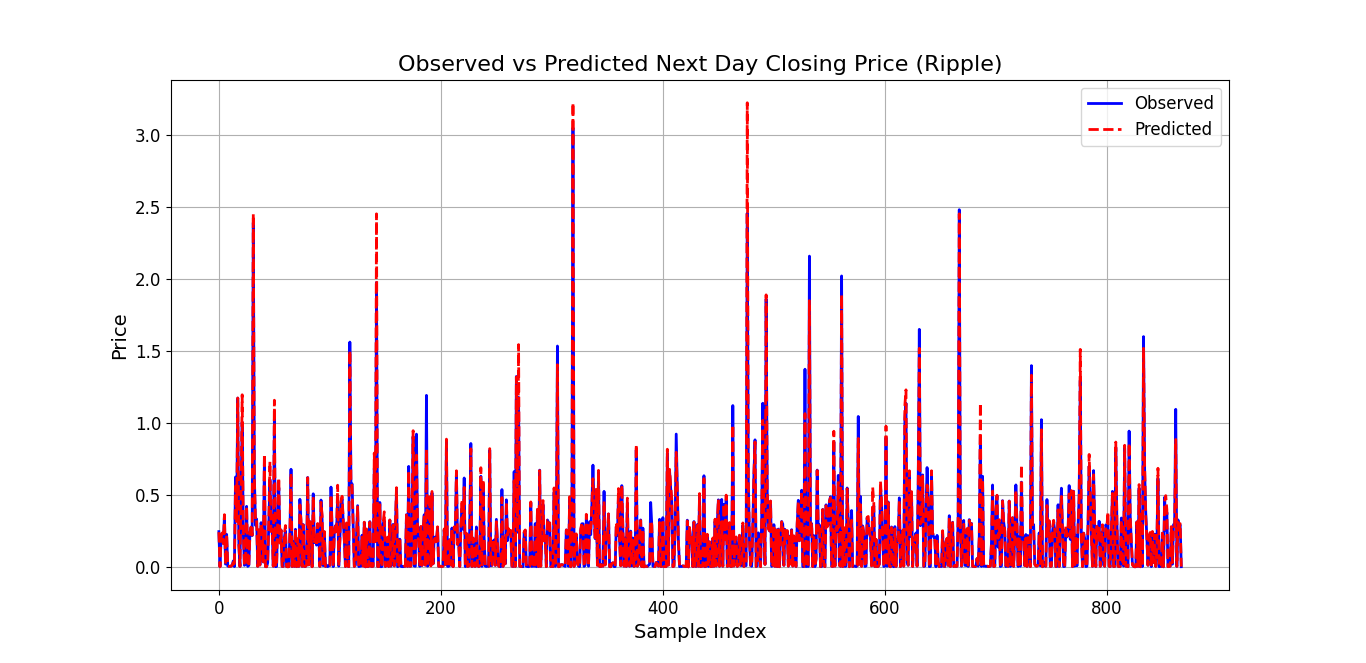 Observed vs Predicted Next Day Closing Price (Ripple)
Observed
Predicted
Price
3.0
2.5
2.0
1.5
1.0
0.5
0.0
0 200 400 600 800
Sample Index